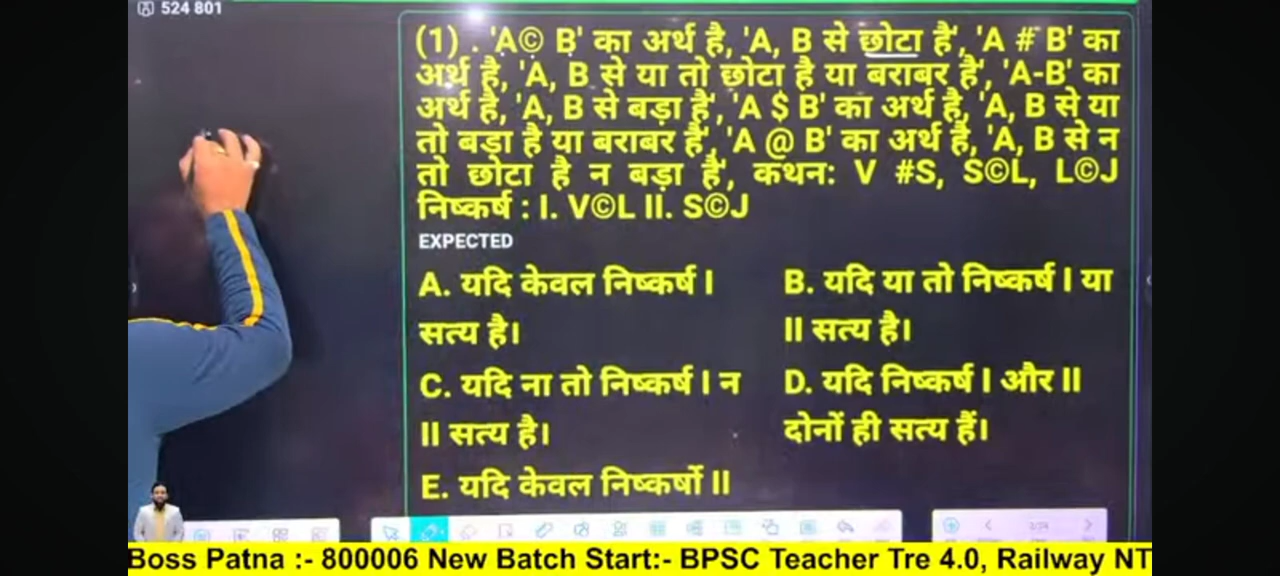 524 801
(1) . 'A© B' का अर्थ है, 'A, B से छोटा है', 'A # B' का
अर्थ है, 'A, B से या तो छोटा है या बराबर है', 'A-B' का
अर्थ है, 'A, B से बड़ा है', 'A $ B' का अर्थ है, 'A, B से या
तो बड़ा है या बराबर है', 'A @ B' का अर्थ है, 'A, B से न
तो छोटा है न बड़ा है', कथन: V #S, S©L, L©J
निष्कर्ष : I. V©L II. S©J
EXPECTED
A. यदि केवल निष्कर्ष I
सत्य है।
B. यदि या तो निष्कर्ष I या
II सत्य है।
C. यदि ना तो निष्कर्ष I न
II सत्य है।
D. यदि निष्कर्ष I और II
दोनों ही सत्य हैं।
E. यदि केवल निष्कर्षो II
Boss Patna :- 800006 New Batch Start:- BPSC Teacher Tre 4.0, Railway NT